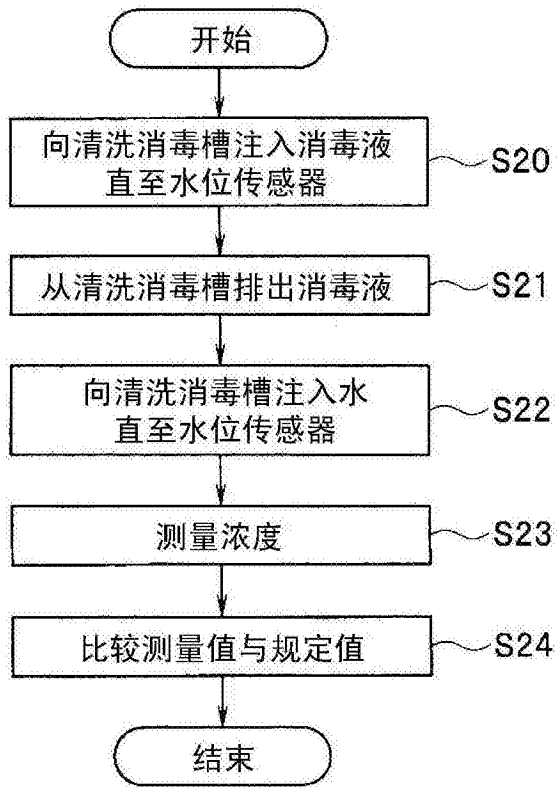 开始
向清洗消毒槽注入消毒液
直至水位传感器
S20
从清洗消毒槽排出消毒液
S21
向清洗消毒槽注入水
直至水位传感器
S22
测量浓度
S23
比较测量值与规定值
S24
结束